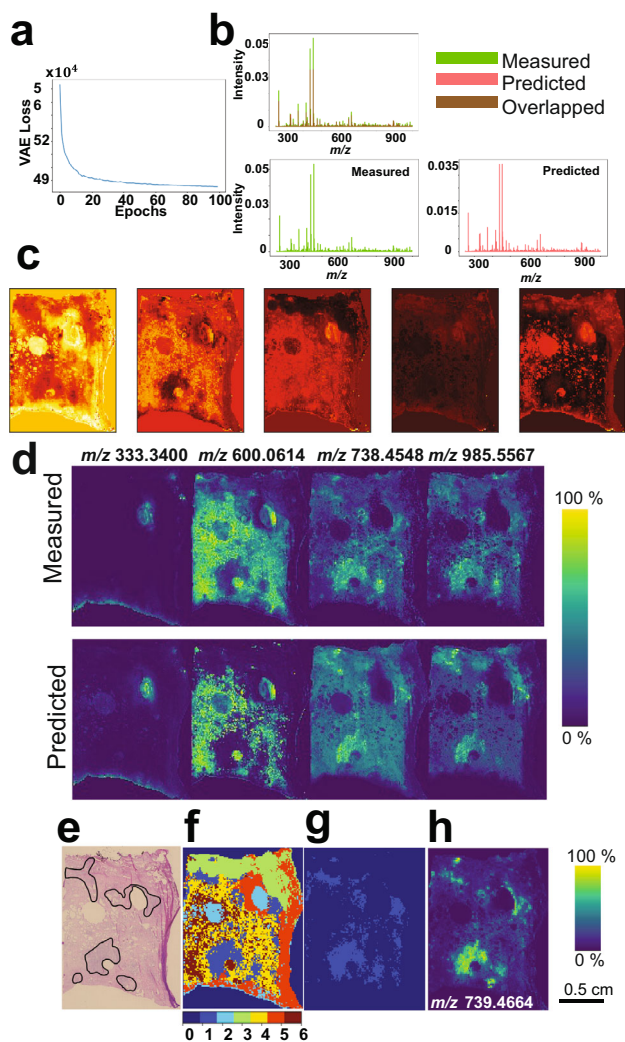 a
x10⁴
5
6
52
49
VAE Loss
0 20 40 60 80 100
Epochs
b
0.05
0.03
0
Intensity
300 600 900
m/z
Measured
Predicted
Overlapped
0.05
0.03
0
Intensity
Measured
300 600 900
m/z
0.035
0.015
0
Predicted
300 600 900
m/z
c
d
m/z 333.3400 m/z 600.0614 m/z 738.4548 m/z 985.5567
Measured
Predicted
100 %
0 %
e
f
0 1 2 3 4 5 6
g
h
m/z 739.4664
100 %
0 %
0.5 cm